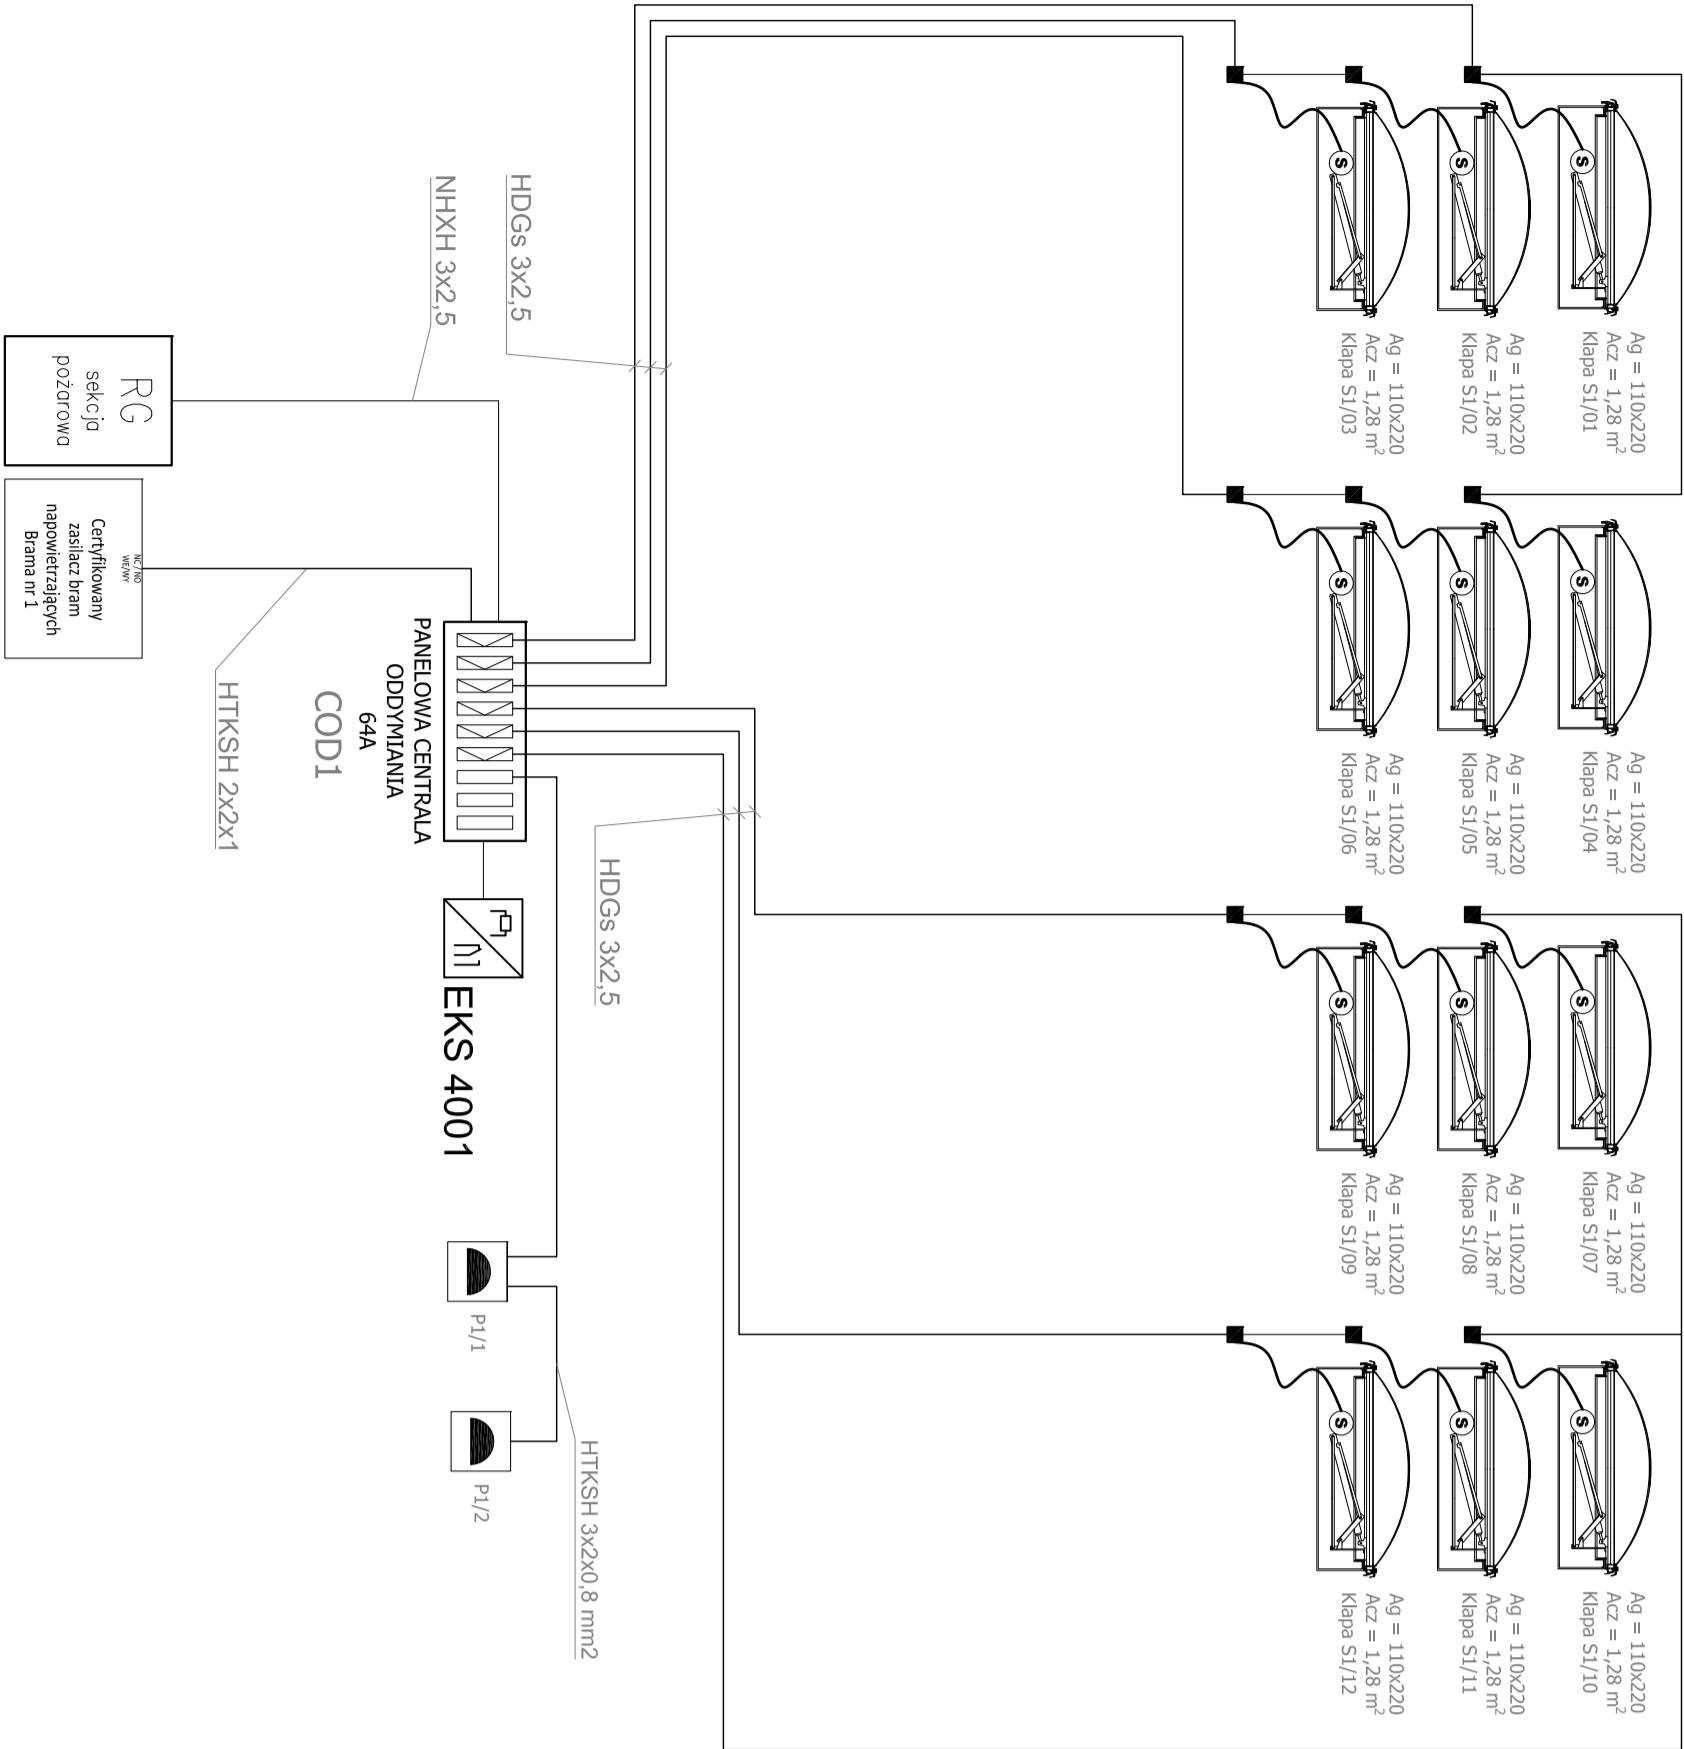 Ag = 110x220
Acz = 1,28 m²
Klapa S1/01
Ag = 110x220
Acz = 1,28 m²
Klapa S1/02
Ag = 110x220
Acz = 1,28 m²
Klapa S1/03
Ag = 110x220
Acz = 1,28 m²
Klapa S1/04
Ag = 110x220
Acz = 1,28 m²
Klapa S1/05
Ag = 110x220
Acz = 1,28 m²
Klapa S1/06
Ag = 110x220
Acz = 1,28 m²
Klapa S1/07
Ag = 110x220
Acz = 1,28 m²
Klapa S1/08
Ag = 110x220
Acz = 1,28 m²
Klapa S1/09
Ag = 110x220
Acz = 1,28 m²
Klapa S1/10
Ag = 110x220
Acz = 1,28 m²
Klapa S1/11
Ag = 110x220
Acz = 1,28 m²
Klapa S1/12
S
S
S
S
S
S
S
S
S
S
S
S
HDGs 3x2,5
NHXH 3x2,5
HDGs 3x2,5
HTKSH 3x2x0,8 mm2
PANELOWA CENTRALA
ODDYMIANIA
64A
COD1
EKS 4001
P1/1
P1/2
HTKSH 2x2x1
RG
sekcja
pożarowa
NC / NO
WE/WY
Certyfikowany
zasilacz bram
napowietrzających
Brama nr 1